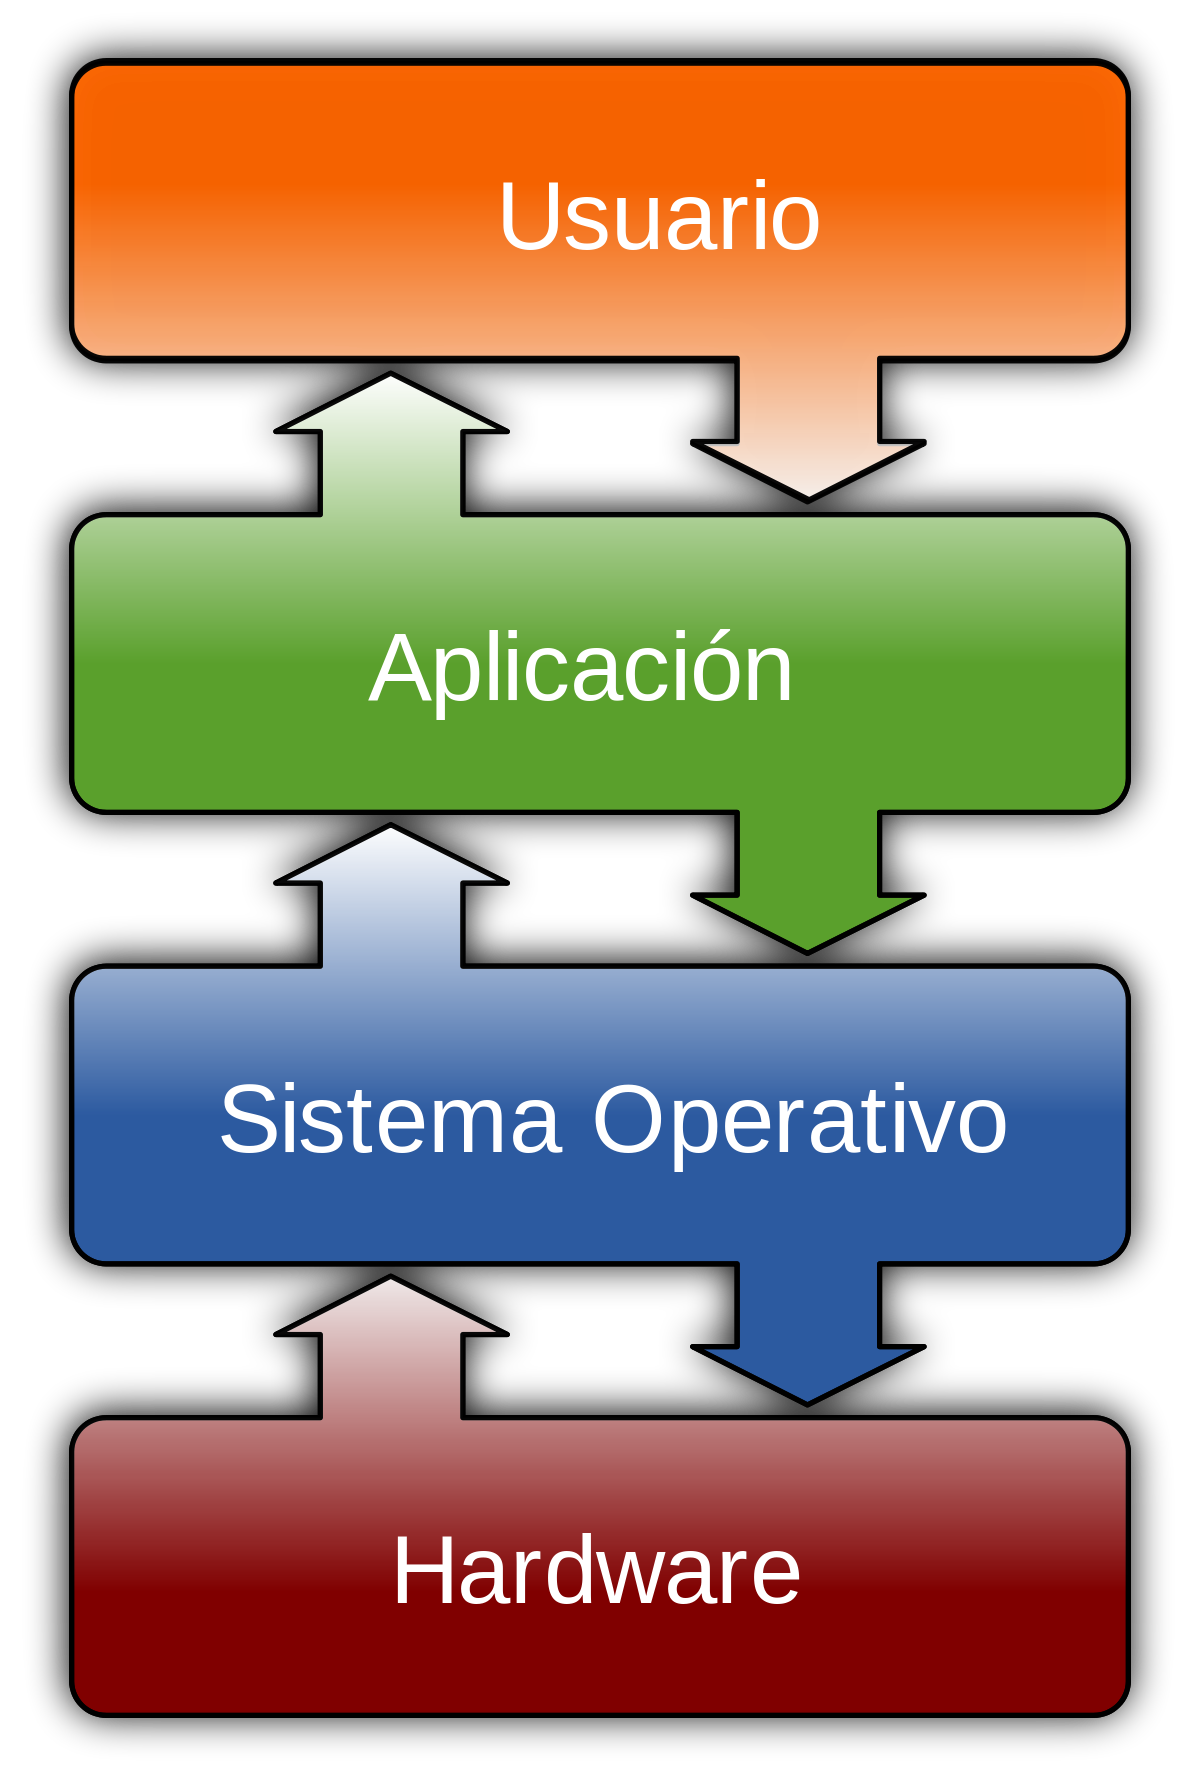 Usuario
Aplicación
Sistema Operativo
Hardware